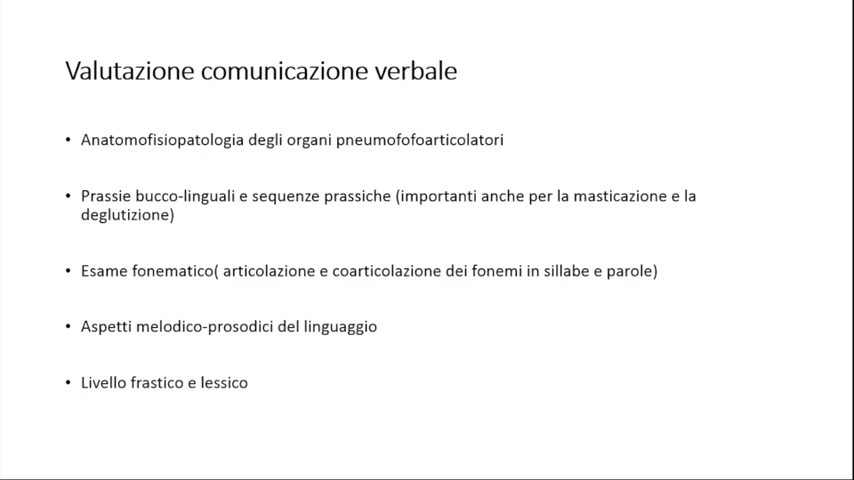 Valutazione comunicazione verbale
• Anatomofisiopatologia degli organi pneumofofoarticolatori
• Prassie bucco-linguali e sequenze prassiche (importanti anche per la masticazione e la
deglutizione)
• Esame fonematico( articolazione e coarticolazione dei fonemi in sillabe e parole)
• Aspetti melodico-prosodici del linguaggio
• Livello frastico e lessico